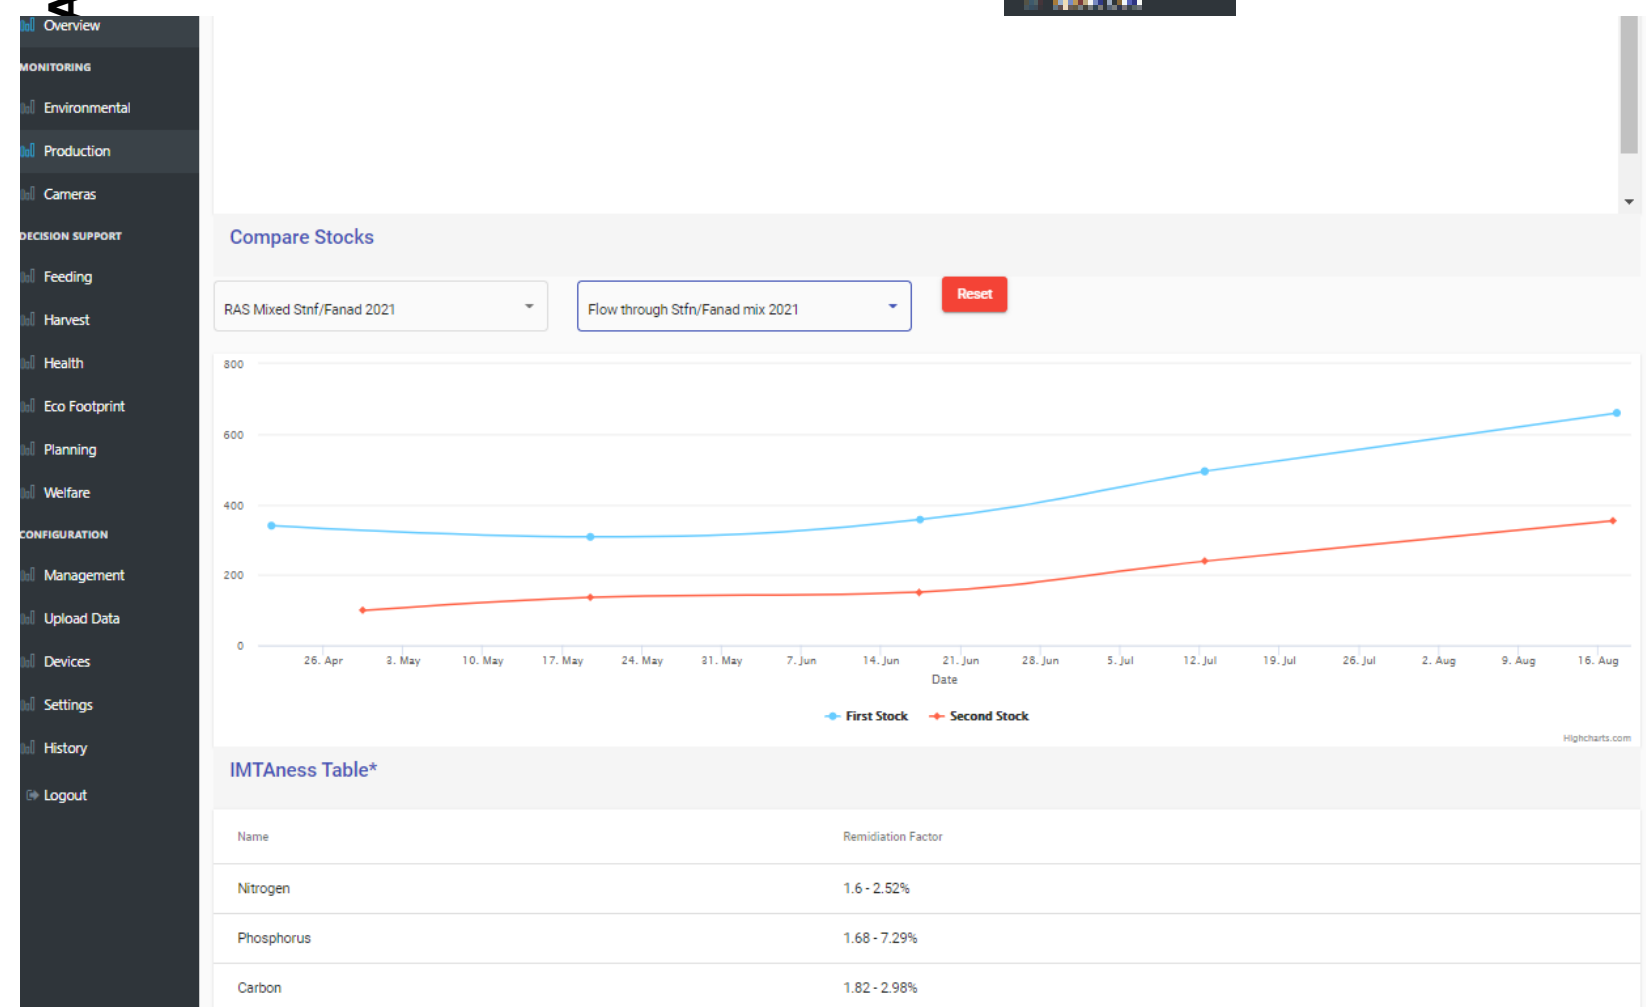 A
Overview
MONITORING
Environmental
Production
Cameras
DECISION SUPPORT
Feeding
Harvest
Health
Eco Footprint
Planning
Welfare
CONFIGURATION
Management
Upload Data
Devices
Settings
History
Logout
Compare Stocks
RAS Mixed Stnf/Fanad 2021
Flow through Stfn/Fanad mix 2021
Reset
800
600
400
200
0
26. Apr 3. May 10. May 17. May 24. May 31. May 7. Jun 14. Jun 21. Jun 28. Jun 5. Jul 12. Jul 19. Jul 26. Jul 2. Aug 9. Aug 16. Aug
Date
First Stock Second Stock
Highcharts.com
IMTAness Table*
Name Remidiation Factor
Nitrogen 1.6 - 2.52%
Phosphorus 1.68 - 7.29%
Carbon 1.82 - 2.98%